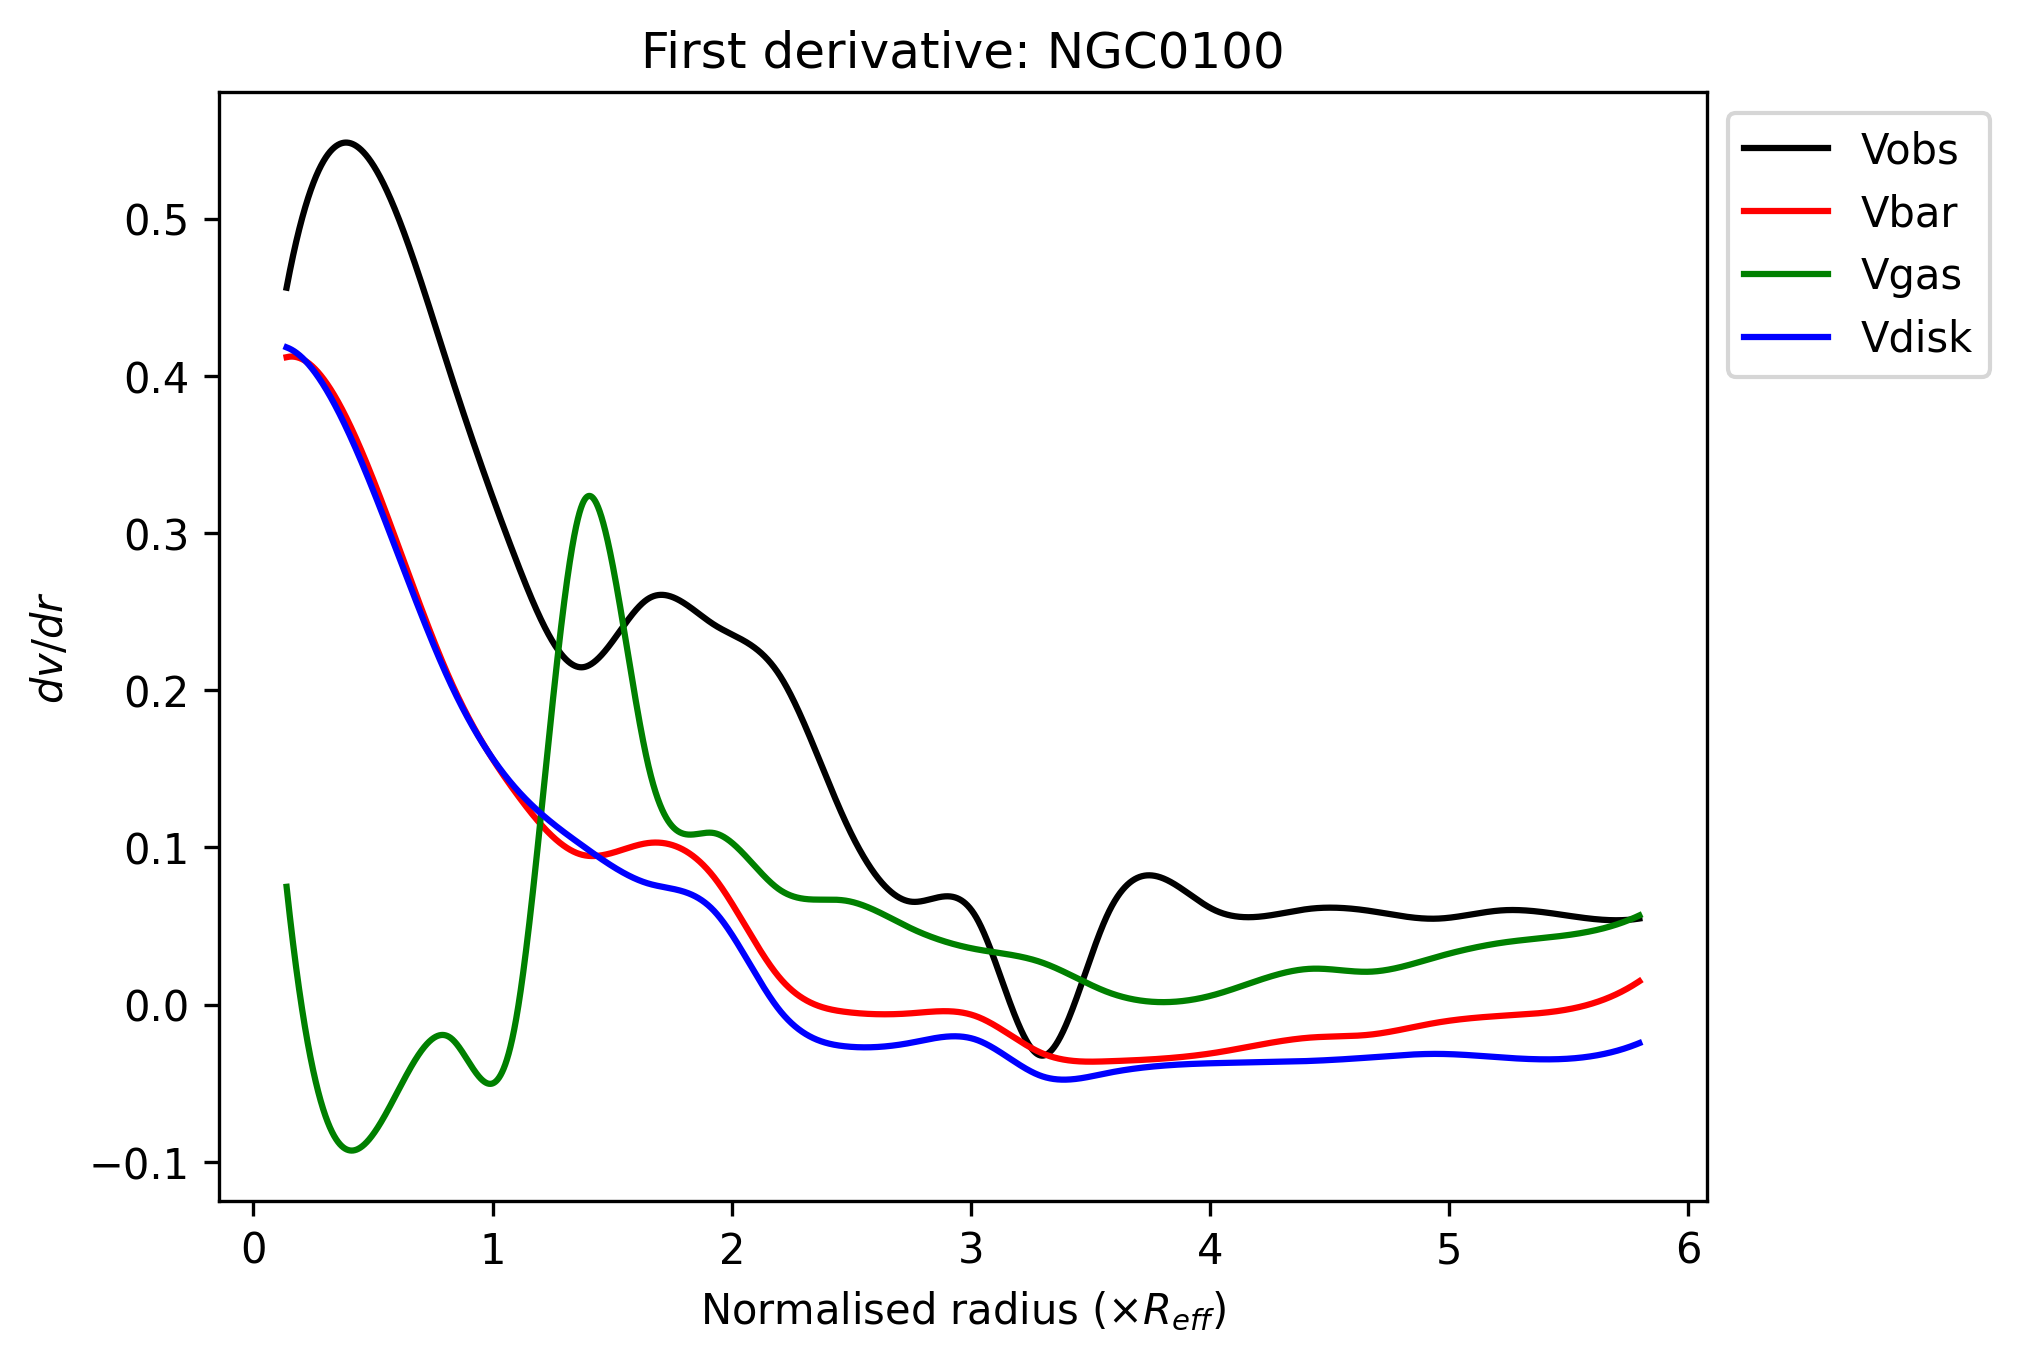 First derivative: NGC0100
Vobs
Vbar
Vgas
Vdisk
dv/dr
0.5
0.4
0.3
0.2
0.1
0.0
−0.1
0 1 2 3 4 5 6
Normalised radius (×R_eff)